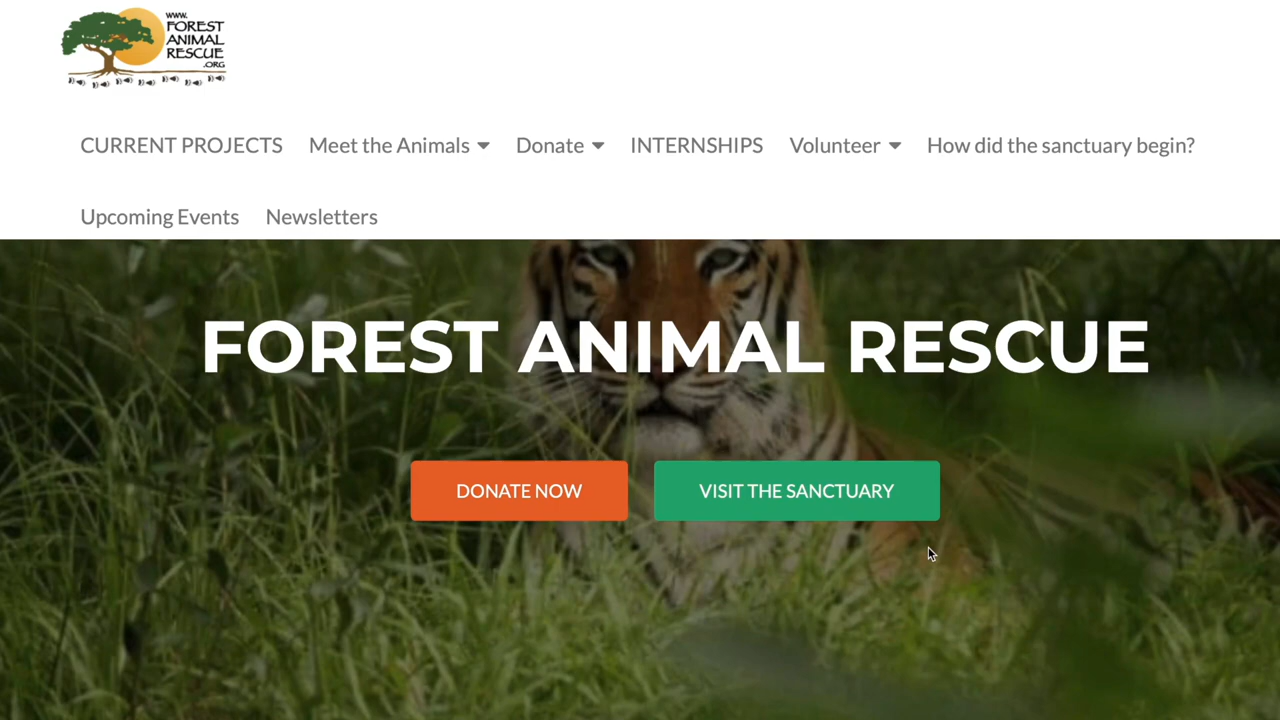 www.
FOREST
ANIMAL
RESCUE
.ORG
CURRENT PROJECTS Meet the Animals Donate INTERNSHIPS Volunteer How did the sanctuary begin?
Upcoming Events Newsletters
FOREST ANIMAL RESCUE
DONATE NOW VISIT THE SANCTUARY